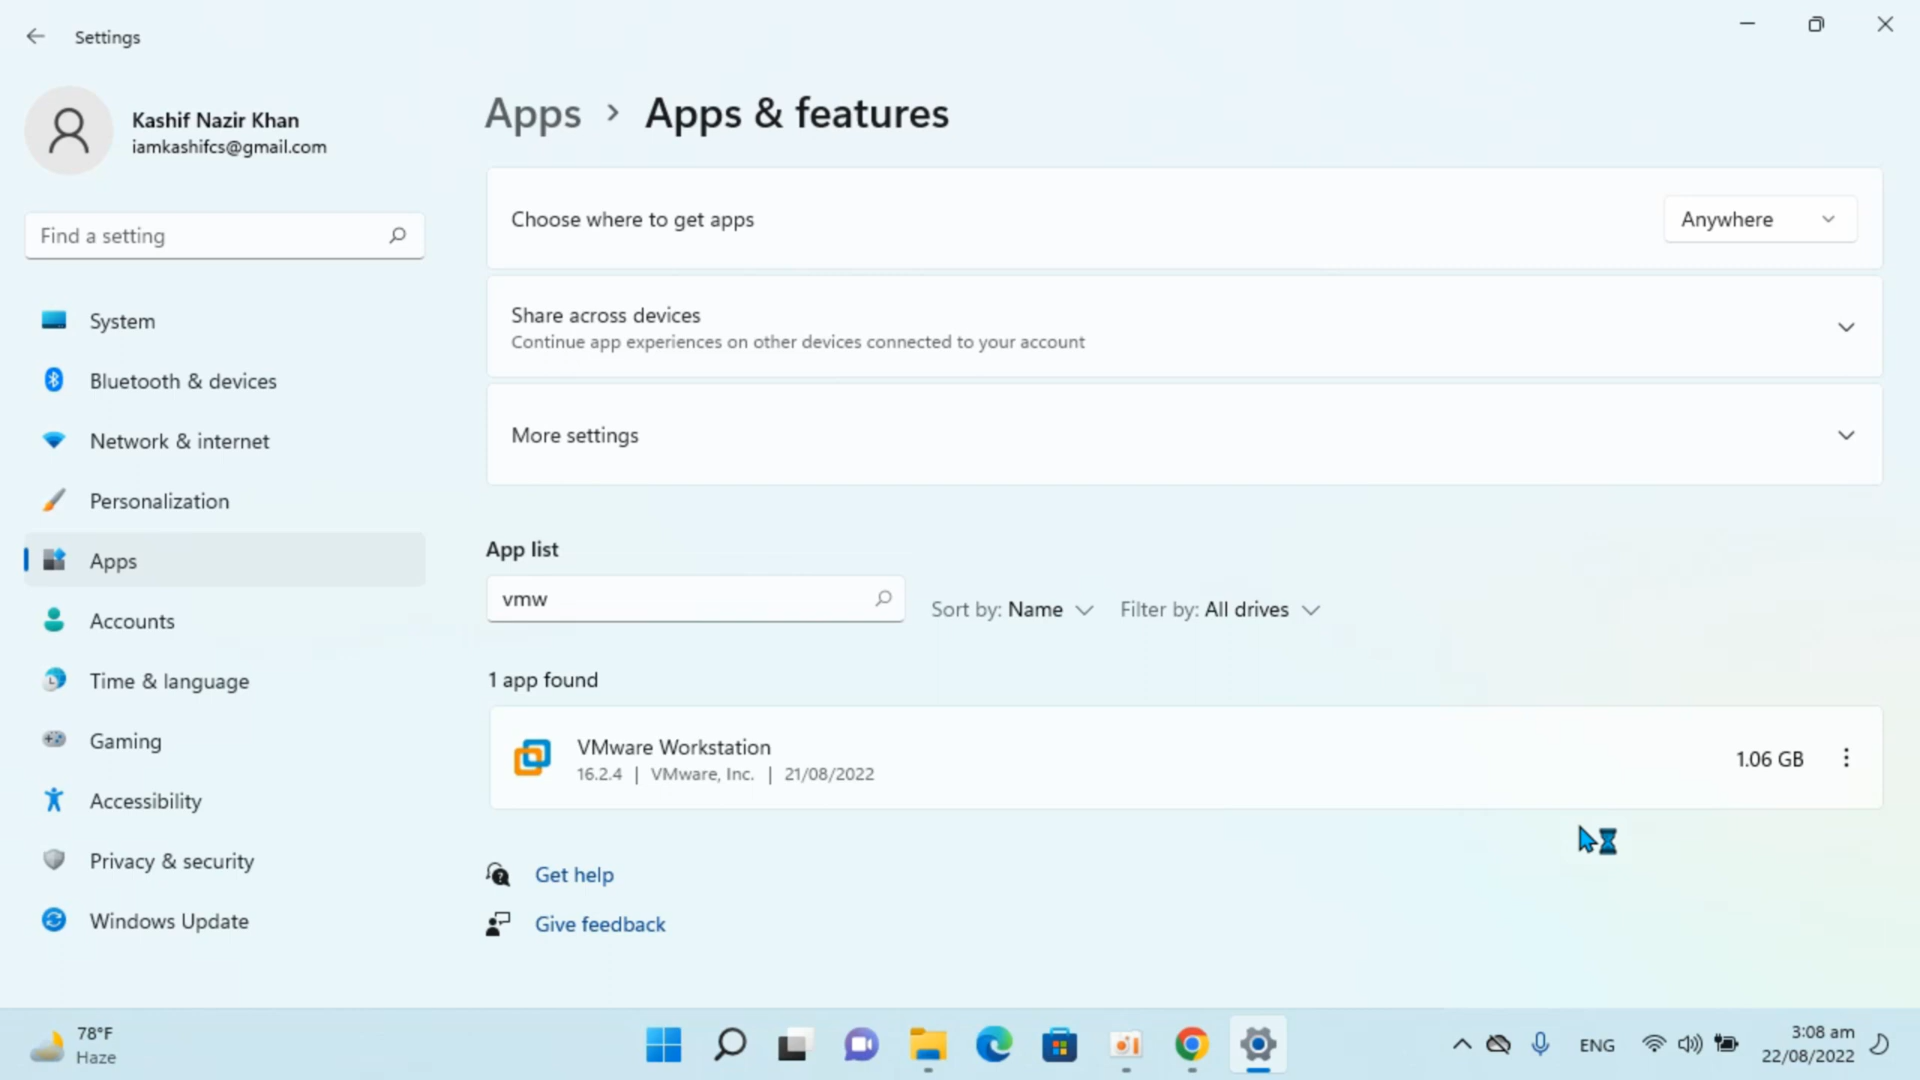 Settings
Kashif Nazir Khan
iamkashifcs@gmail.com
Find a setting
System
Bluetooth & devices
Network & internet
Personalization
Apps
Accounts
Time & language
Gaming
Accessibility
Privacy & security
Windows Update
Apps > Apps & features
Choose where to get apps
Anywhere
Share across devices
Continue app experiences on other devices connected to your account
More settings
App list
vmw
Sort by: Name
Filter by: All drives
1 app found
VMware Workstation
16.2.4 | VMware, Inc. | 21/08/2022
1.06 GB
Get help
Give feedback
78°F
Haze
ENG
3:08 am
22/08/2022